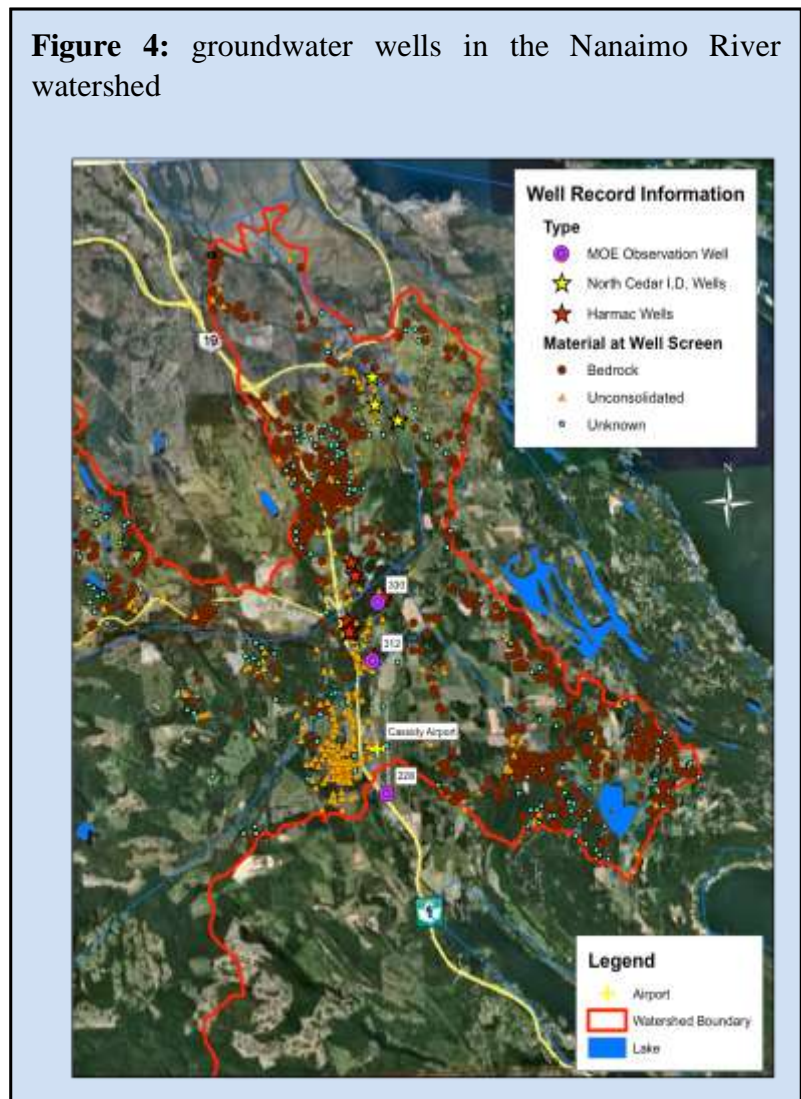 Figure 4: groundwater wells in the Nanaimo River
watershed
Well Record Information
Type
MOE Observation Well
North Cedar I.D. Wells
Harmac Wells
Material at Well Screen
Bedrock
Unconsolidated
Unknown
19
N
330
312
Cassidy Airport
228
1
Legend
Airport
Watershed Boundary
Lake